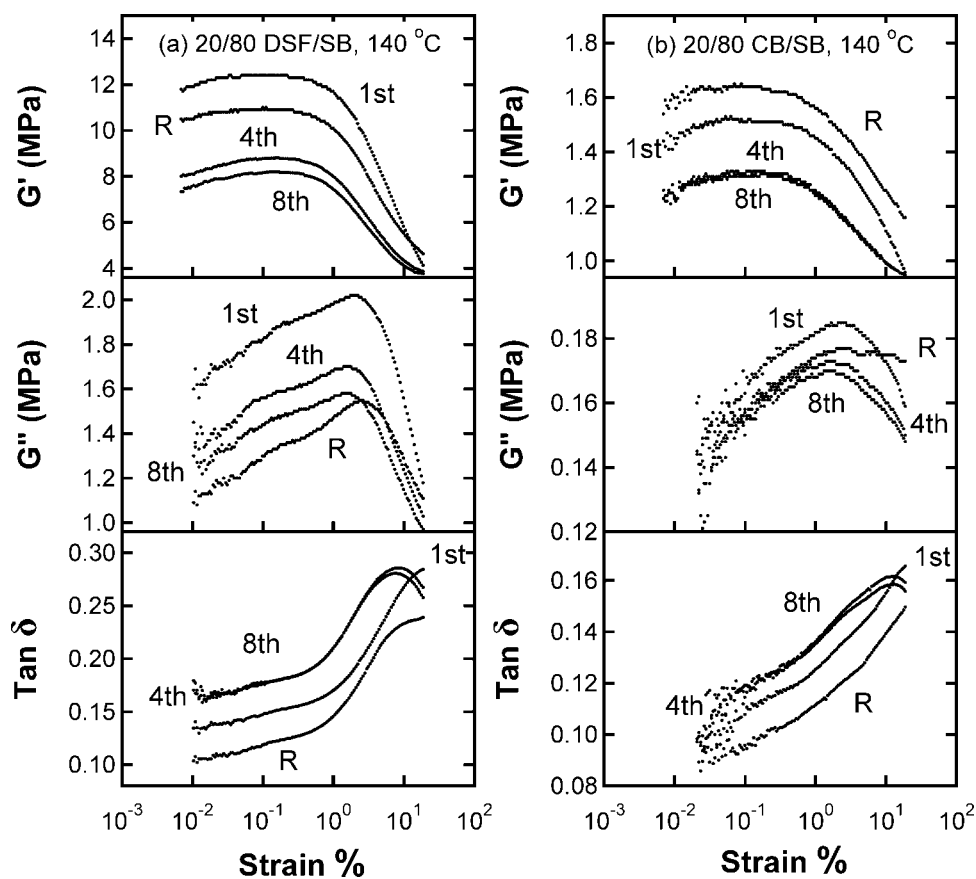 (a) 20/80 DSF/SB, 140 °C
G' (MPa)
14
12
10
8
6
4
1st
R
4th
8th
G'' (MPa)
2.0
1.8
1.6
1.4
1.2
1.0
1st
4th
8th
R
Tan δ
0.30
0.25
0.20
0.15
0.10
1st
8th
4th
R
10⁻³ 10⁻² 10⁻¹ 10⁰ 10¹ 10²
Strain %
(b) 20/80 CB/SB, 140 °C
G' (MPa)
1.8
1.6
1.4
1.2
1.0
R
1st
4th
8th
G'' (MPa)
0.18
0.16
0.14
0.12
1st
R
8th
4th
Tan δ
0.16
0.14
0.12
0.10
0.08
1st
8th
4th
R
10⁻³ 10⁻² 10⁻¹ 10⁰ 10¹ 10²
Strain %